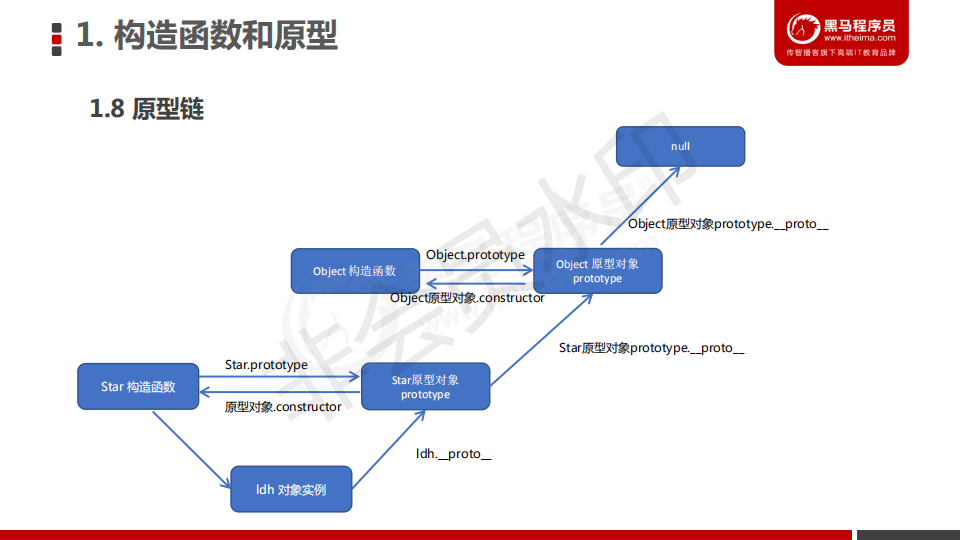 1. 构造函数和原型
黑马程序员
www.itheima.com
传智播客旗下高端IT教育品牌
1.8 原型链
null
Object原型对象prototype.__proto__
Object.prototype
Object 构造函数
Object 原型对象
prototype
Object原型对象.constructor
Star原型对象prototype.__proto__
Star.prototype
Star 构造函数
Star原型对象
prototype
原型对象.constructor
ldh.__proto__
ldh 对象实例
非会员水印